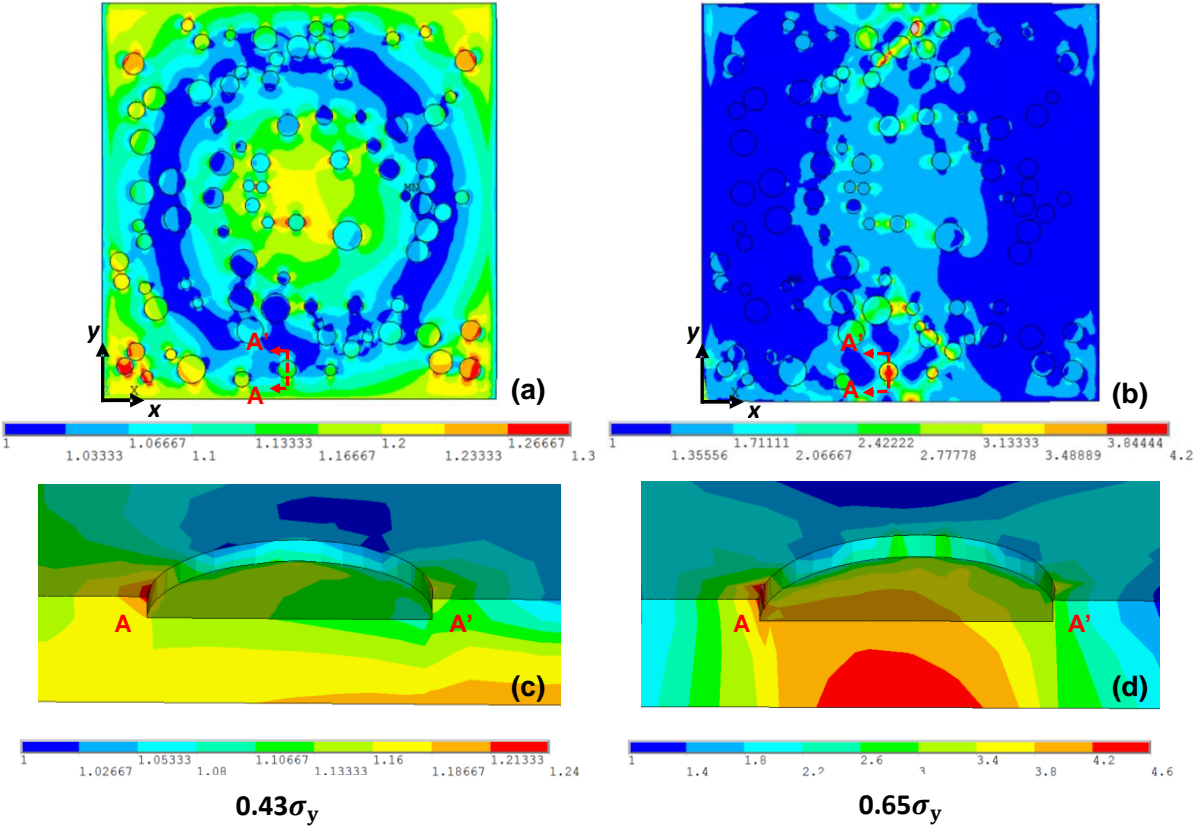 MN
y
A'
A
x
x
(a)
1 1.06667 1.13333 1.2 1.26667
1.03333 1.1 1.16667 1.23333 1.3
y
A'
A
x
(b)
1 1.71111 2.42222 3.13333 3.84444
1.35556 2.06667 2.77778 3.48889 4.2
A
A'
(c)
1 1.05333 1.10667 1.16 1.21333
1.02667 1.08 1.13333 1.18667 1.24
0.43σy
A
A'
(d)
1 1.8 2.6 3.4 4.2
1.4 2.2 3 3.8 4.6
0.65σy